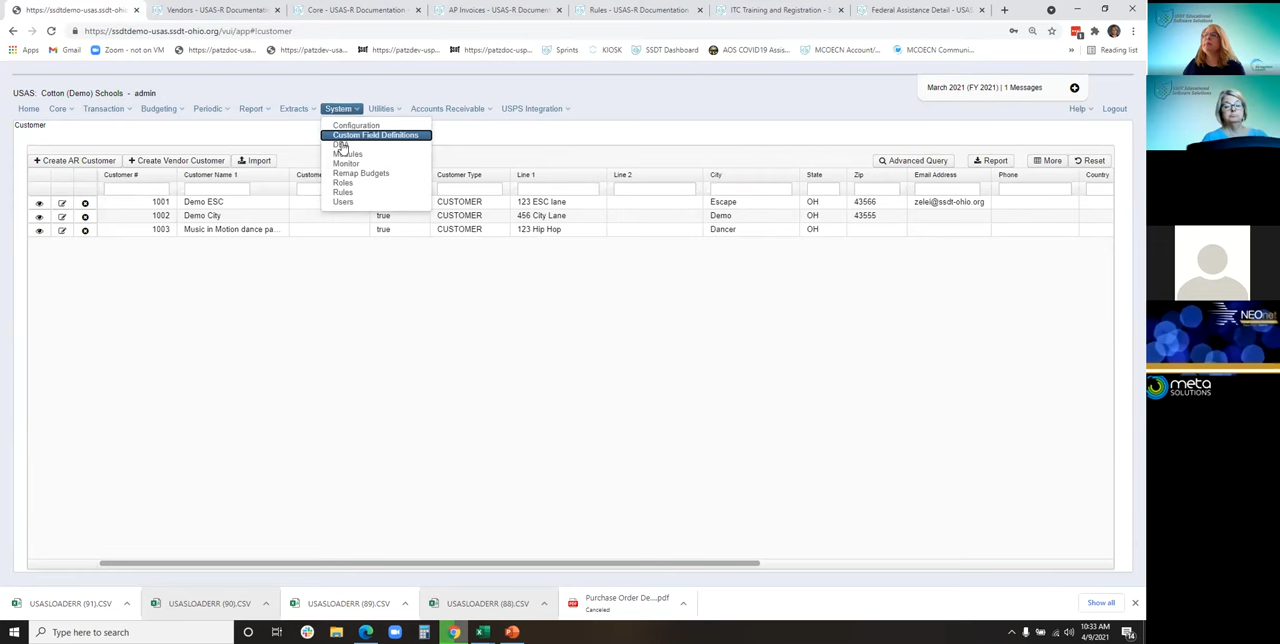 https://ssdtdemo-usas.ssdt-ohio
Vendors - USAS-R Documentation
Core - USAS-R Documentation
AP Invoices - USAS-R Document
Rules - USAS-R Documentation
ITC Training and Registration - S
Federal Assistance Detail - USAS
https://ssdtdemo-usas.ssdt-ohio.org/vui/app#!customer
Apps
Gmail
Zoom - not on VM
https://patzdoc-usp...
https://patzdev-usp...
https://patzdoc-usp...
Sprints
KIOSK
SSDT Dashboard
AOS COVID19 Assist...
MCOECN Account/...
MCOECN Communi...
»
Reading list
USAS: Cotton (Demo) Schools - admin
March 2021 (FY 2021) | 1 Messages
Home
Core
Transaction
Budgeting
Periodic
Report
Extracts
System
Utilities
Accounts Receivable
USPS Integration
Help
Logout
Customer
Configuration
Custom Field Definitions
Modules
Monitor
Remap Budgets
Roles
Rules
Users
Create AR Customer
Create Vendor Customer
Import
Advanced Query
Report
More
Reset
Customer #
Customer Name 1
Custome
Customer Type
Line 1
Line 2
City
State
Zip
Email Address
Phone
Country
1001 Demo ESC CUSTOMER 123 ESC lane Escape OH 43566 zelei@ssdt-ohio.org
1002 Demo City true CUSTOMER 456 City Lane Demo OH 43555
1003 Music in Motion dance pa... true CUSTOMER 123 Hip Hop Dancer OH
USASLOADERR (91).CSV
USASLOADERR (90).CSV
USASLOADERR (89).CSV
USASLOADERR (88).CSV
Purchase Order De....pdf
Canceled
Show all
Type here to search
10:33 AM
4/9/2021
NEOnet
meta
SOLUTIONS